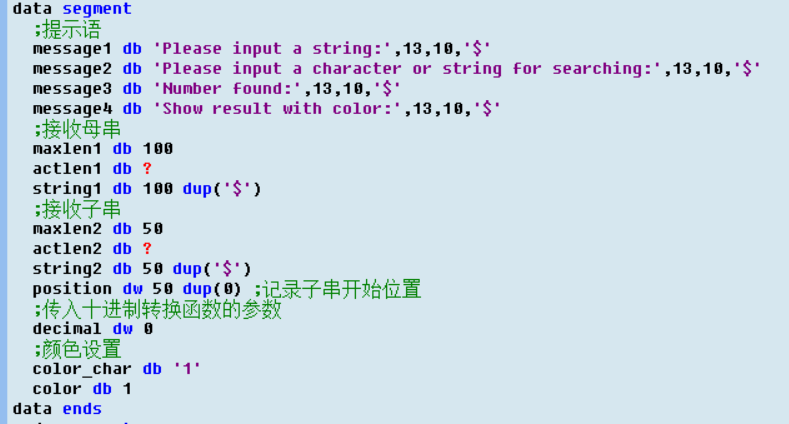 data segment
;提示语
message1 db 'Please input a string:',13,10,'$'
message2 db 'Please input a character or string for searching:',13,10,'$'
message3 db 'Number found:',13,10,'$'
message4 db 'Show result with color:',13,10,'$'
;接收母串
maxlen1 db 100
actlen1 db ?
string1 db 100 dup('$')
;接收子串
maxlen2 db 50
actlen2 db ?
string2 db 50 dup('$')
position dw 50 dup(0) ;记录子串开始位置
;传入十进制转换函数的参数
decimal dw 0
;颜色设置
color_char db '1'
color db 1
data ends